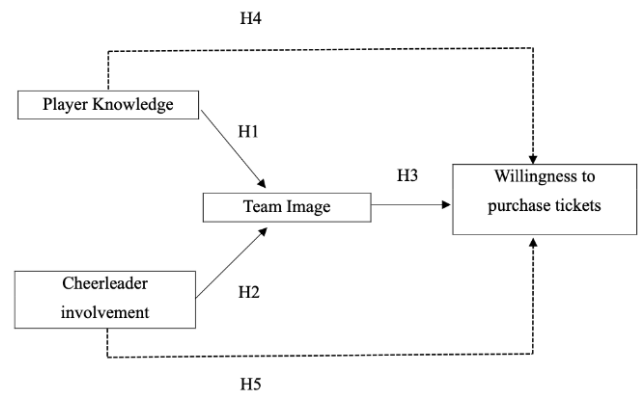 H4
Player Knowledge
H1
H3
Willingness to
purchase tickets
Team Image
Cheerleader
involvement
H2
H5